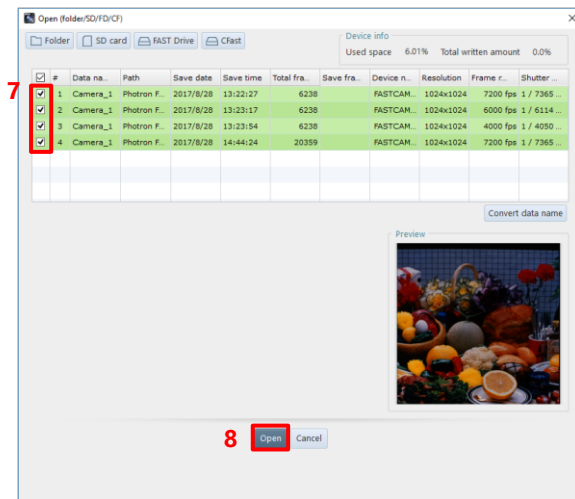 Open (folder/SD/FD/CF)
Folder SD card FAST Drive CFast
Device info
Used space 6.01% Total written amount 0.0%
# Data na... Path Save date Save time Total fra... Save fra... Device n... Resolution Frame r... Shutter ...
7
1 Camera_1 Photron F... 2017/8/28 13:22:27 6238 FASTCAM... 1024x1024 7200 fps 1 / 7365 ...
2 Camera_1 Photron F... 2017/8/28 13:23:17 6238 FASTCAM... 1024x1024 6000 fps 1 / 6114 ...
3 Camera_1 Photron F... 2017/8/28 13:23:54 6238 FASTCAM... 1024x1024 4000 fps 1 / 4050 ...
4 Camera_1 Photron F... 2017/8/28 14:44:24 20359 FASTCAM... 1024x1024 7200 fps 1 / 7365 ...
Convert data name
Preview
8 Open Cancel